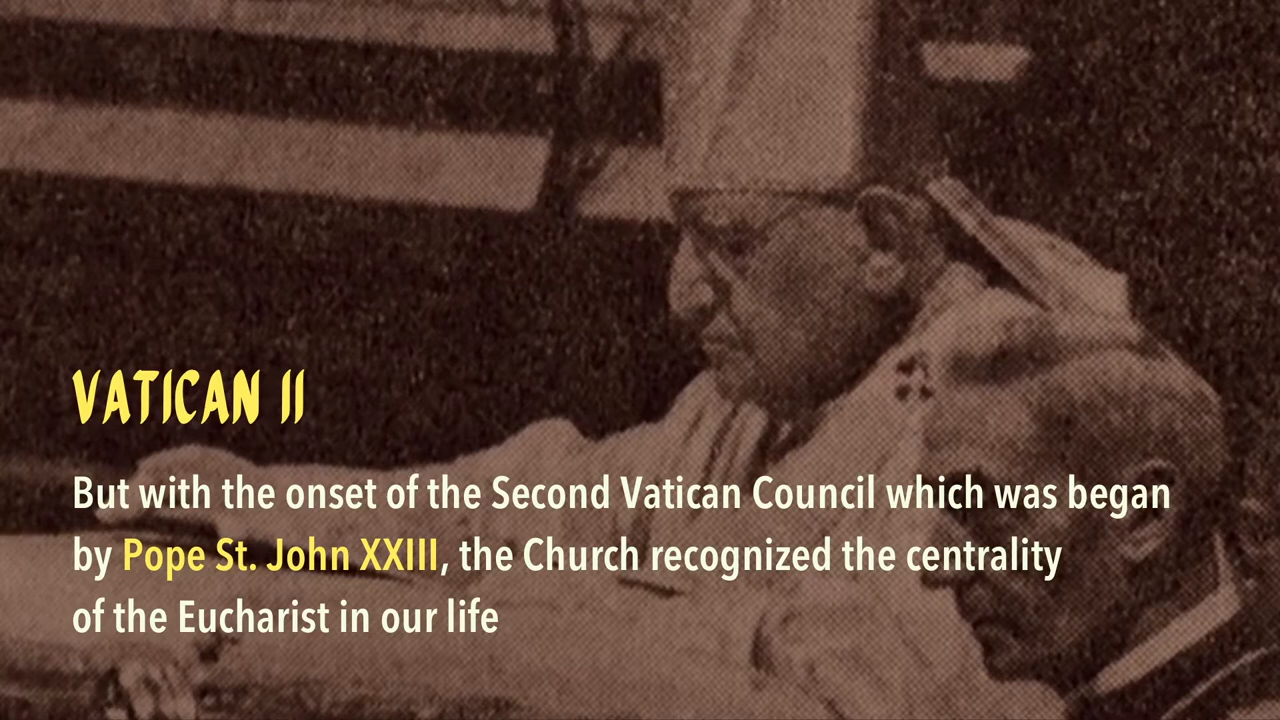 VATICAN II
But with the onset of the Second Vatican Council which was began
by Pope St. John XXIII, the Church recognized the centrality
of the Eucharist in our life